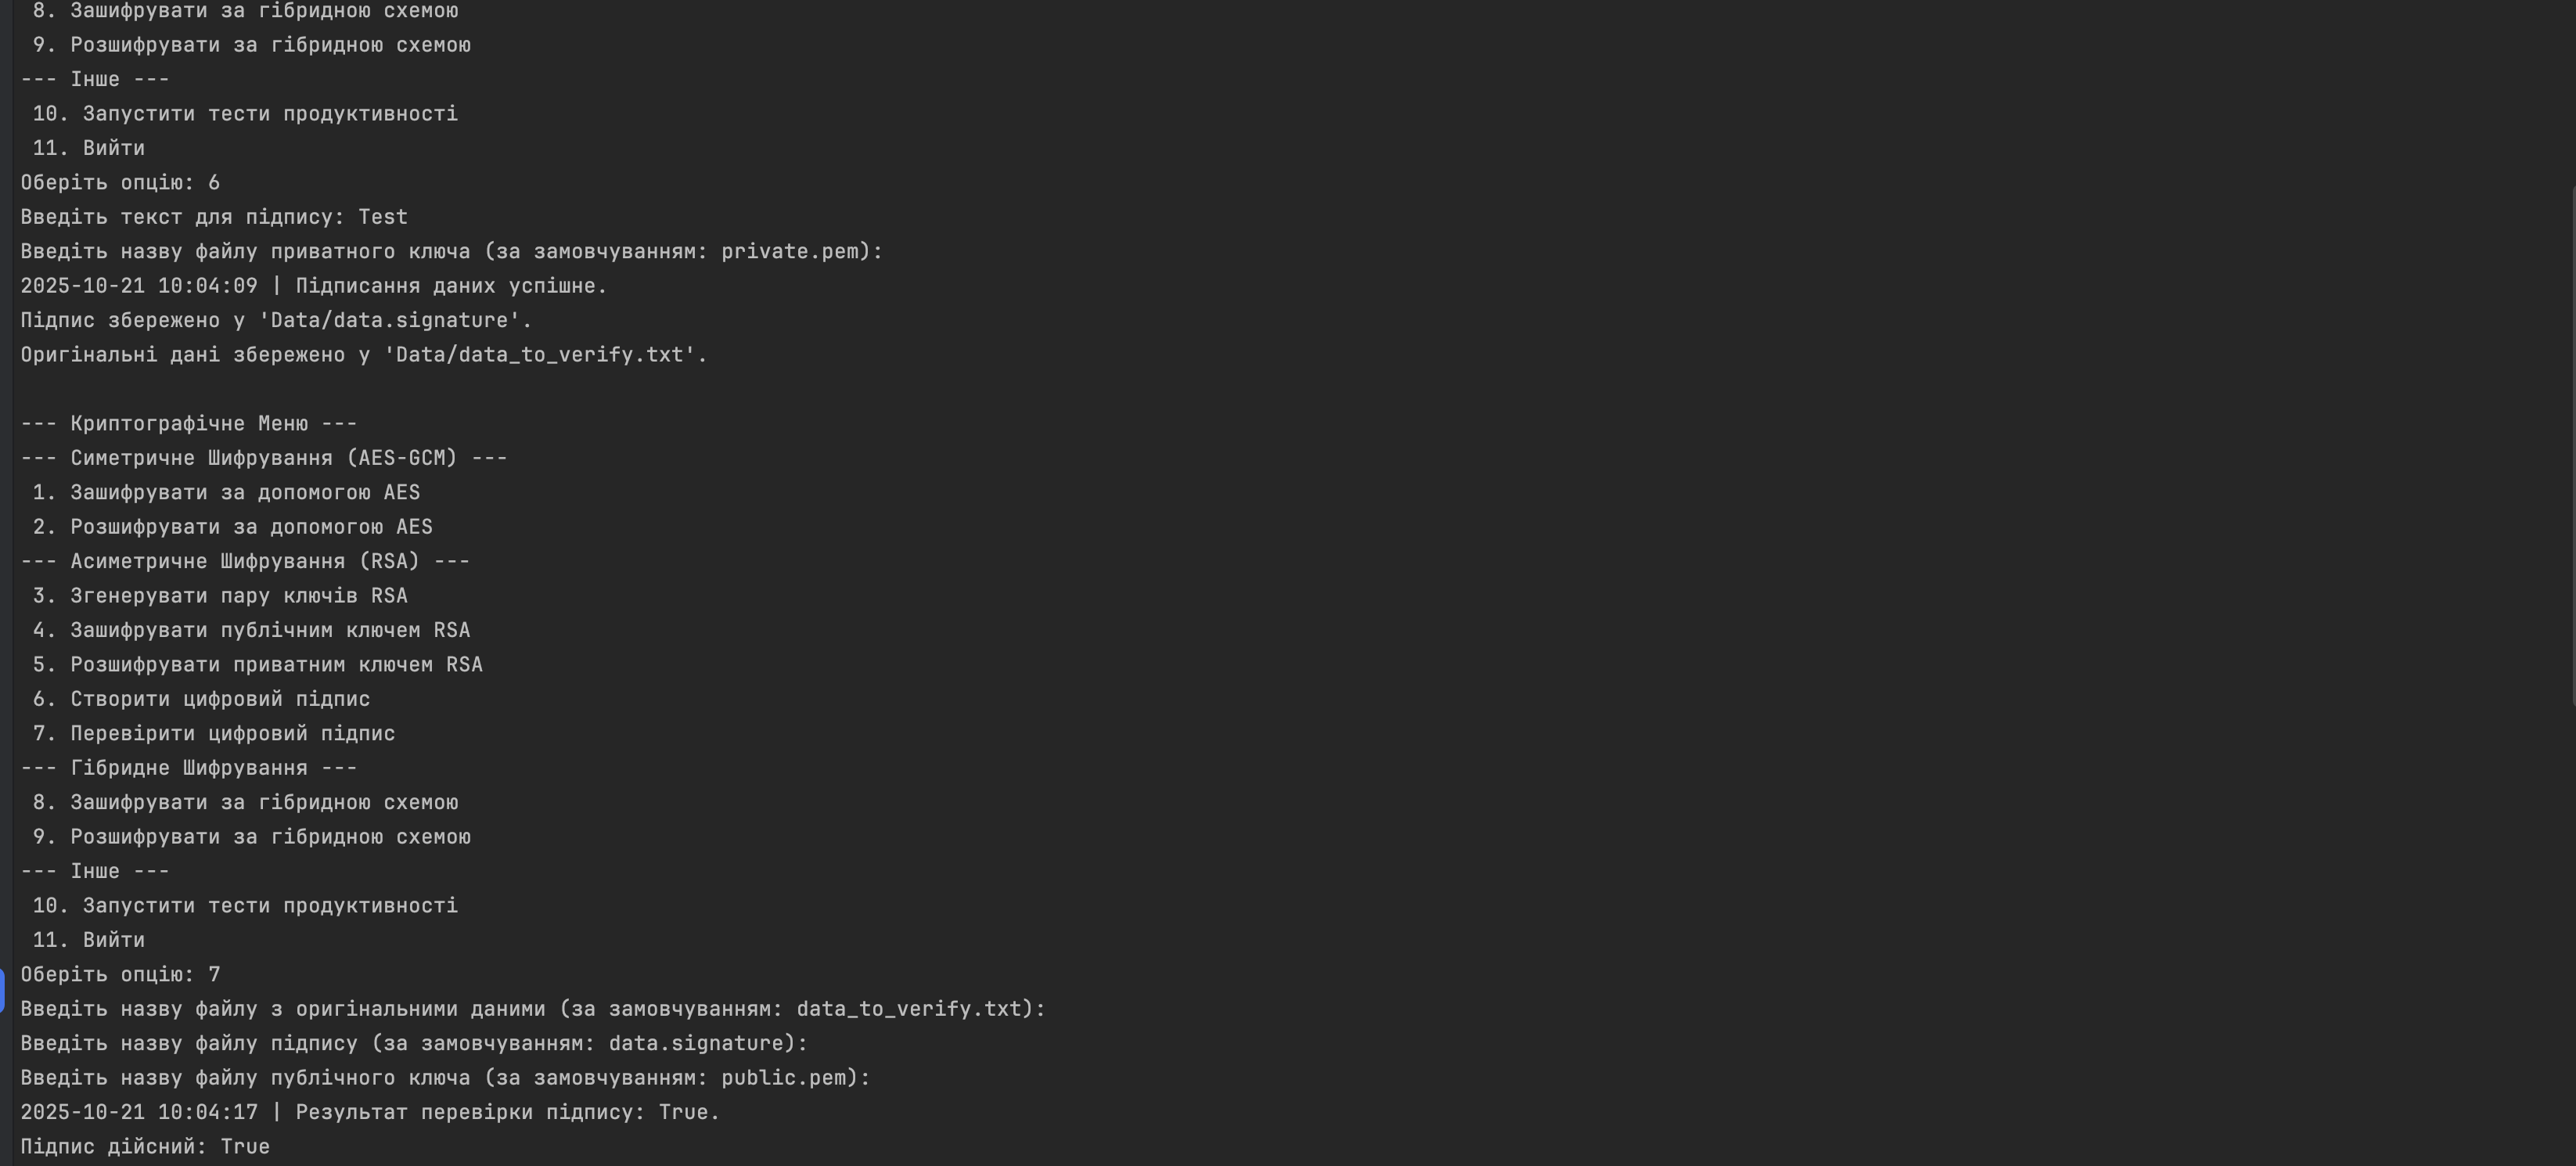 8. Зашифрувати за гібридною схемою
9. Розшифрувати за гібридною схемою
--- Інше ---
10. Запустити тести продуктивності
11. Вийти
Оберіть опцію: 6
Введіть текст для підпису: Test
Введіть назву файлу приватного ключа (за замовчуванням: private.pem):
2025-10-21 10:04:09 | Підписання даних успішне.
Підпис збережено у 'Data/data.signature'.
Оригінальні дані збережено у 'Data/data_to_verify.txt'.
--- Криптографічне Меню ---
--- Симетричне Шифрування (AES-GCM) ---
1. Зашифрувати за допомогою AES
2. Розшифрувати за допомогою AES
--- Асиметричне Шифрування (RSA) ---
3. Згенерувати пару ключів RSA
4. Зашифрувати публічним ключем RSA
5. Розшифрувати приватним ключем RSA
6. Створити цифровий підпис
7. Перевірити цифровий підпис
--- Гібридне Шифрування ---
8. Зашифрувати за гібридною схемою
9. Розшифрувати за гібридною схемою
--- Інше ---
10. Запустити тести продуктивності
11. Вийти
Оберіть опцію: 7
Введіть назву файлу з оригінальними даними (за замовчуванням: data_to_verify.txt):
Введіть назву файлу підпису (за замовчуванням: data.signature):
Введіть назву файлу публічного ключа (за замовчуванням: public.pem):
2025-10-21 10:04:17 | Результат перевірки підпису: True.
Підпис дійсний: True